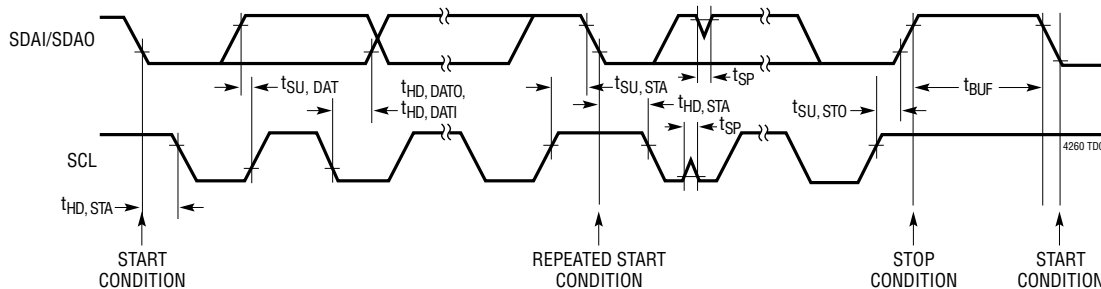 SDAI/SDAO
tSU, DAT
tHD, DATO,
tHD, DATI
tSU, STA
tSP
tHD, STA
tSP
tSU, STO
tBUF
SCL
4260 TD0
tHD, STA
START
CONDITION
REPEATED START
CONDITION
STOP
CONDITION
START
CONDITION